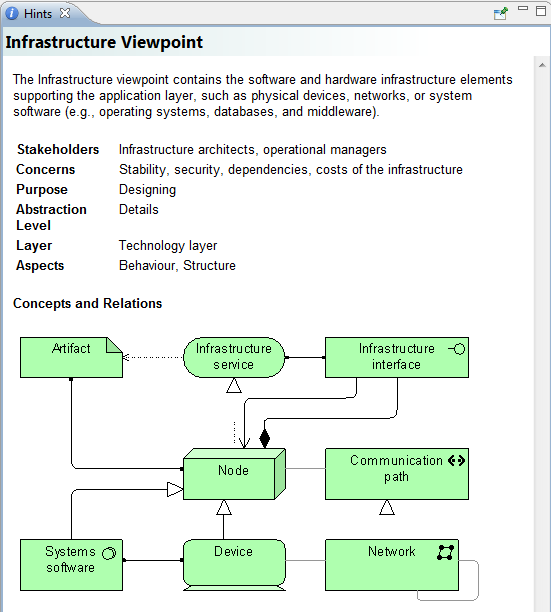 Hints
Infrastructure Viewpoint
The Infrastructure viewpoint contains the software and hardware infrastructure elements
supporting the application layer, such as physical devices, networks, or system
software (e.g., operating systems, databases, and middleware).
Stakeholders Infrastructure architects, operational managers
Concerns Stability, security, dependencies, costs of the infrastructure
Purpose Designing
Abstraction Details
Level
Layer Technology layer
Aspects Behaviour, Structure
Concepts and Relations
Artifact
Infrastructure
service
Infrastructure
interface
Node
Communication
path
Systems
software
Device
Network